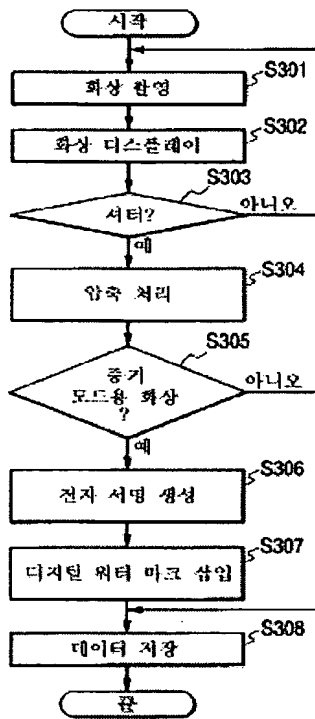 시작
S301
화상 촬영
S302
화상 디스플레이
S303
셔터?
아니오
예
S304
압축 처리
S305
증거
모드용 화상
?
아니오
예
S306
전자 서명 생성
S307
디지털 워터 마크 삽입
S308
데이터 저장
끝